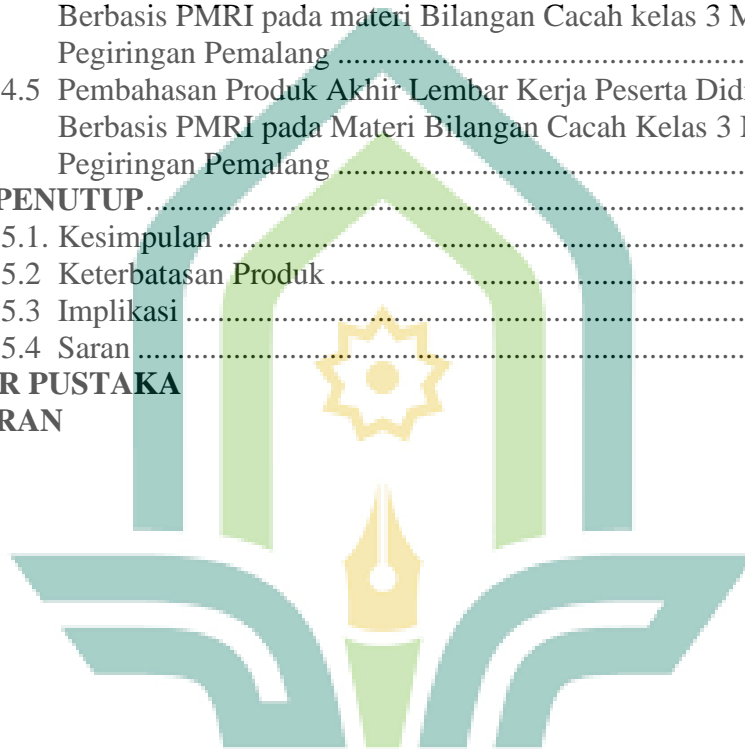 Berbasis PMRI pada materi Bilangan Cacah kelas 3 M
Pegiringan Pemalang ................................................
4.5 Pembahasan Produk Akhir Lembar Kerja Peserta Did
Berbasis PMRI pada Materi Bilangan Cacah Kelas 3
Pegiringan Pemalang ................................................
PENUTUP................................................................
5.1. Kesimpulan ................................................................
5.2 Keterbatasan Produk ................................................
5.3 Implikasi ................................................................
5.4 Saran ................................................................
R PUSTAKA
RAN